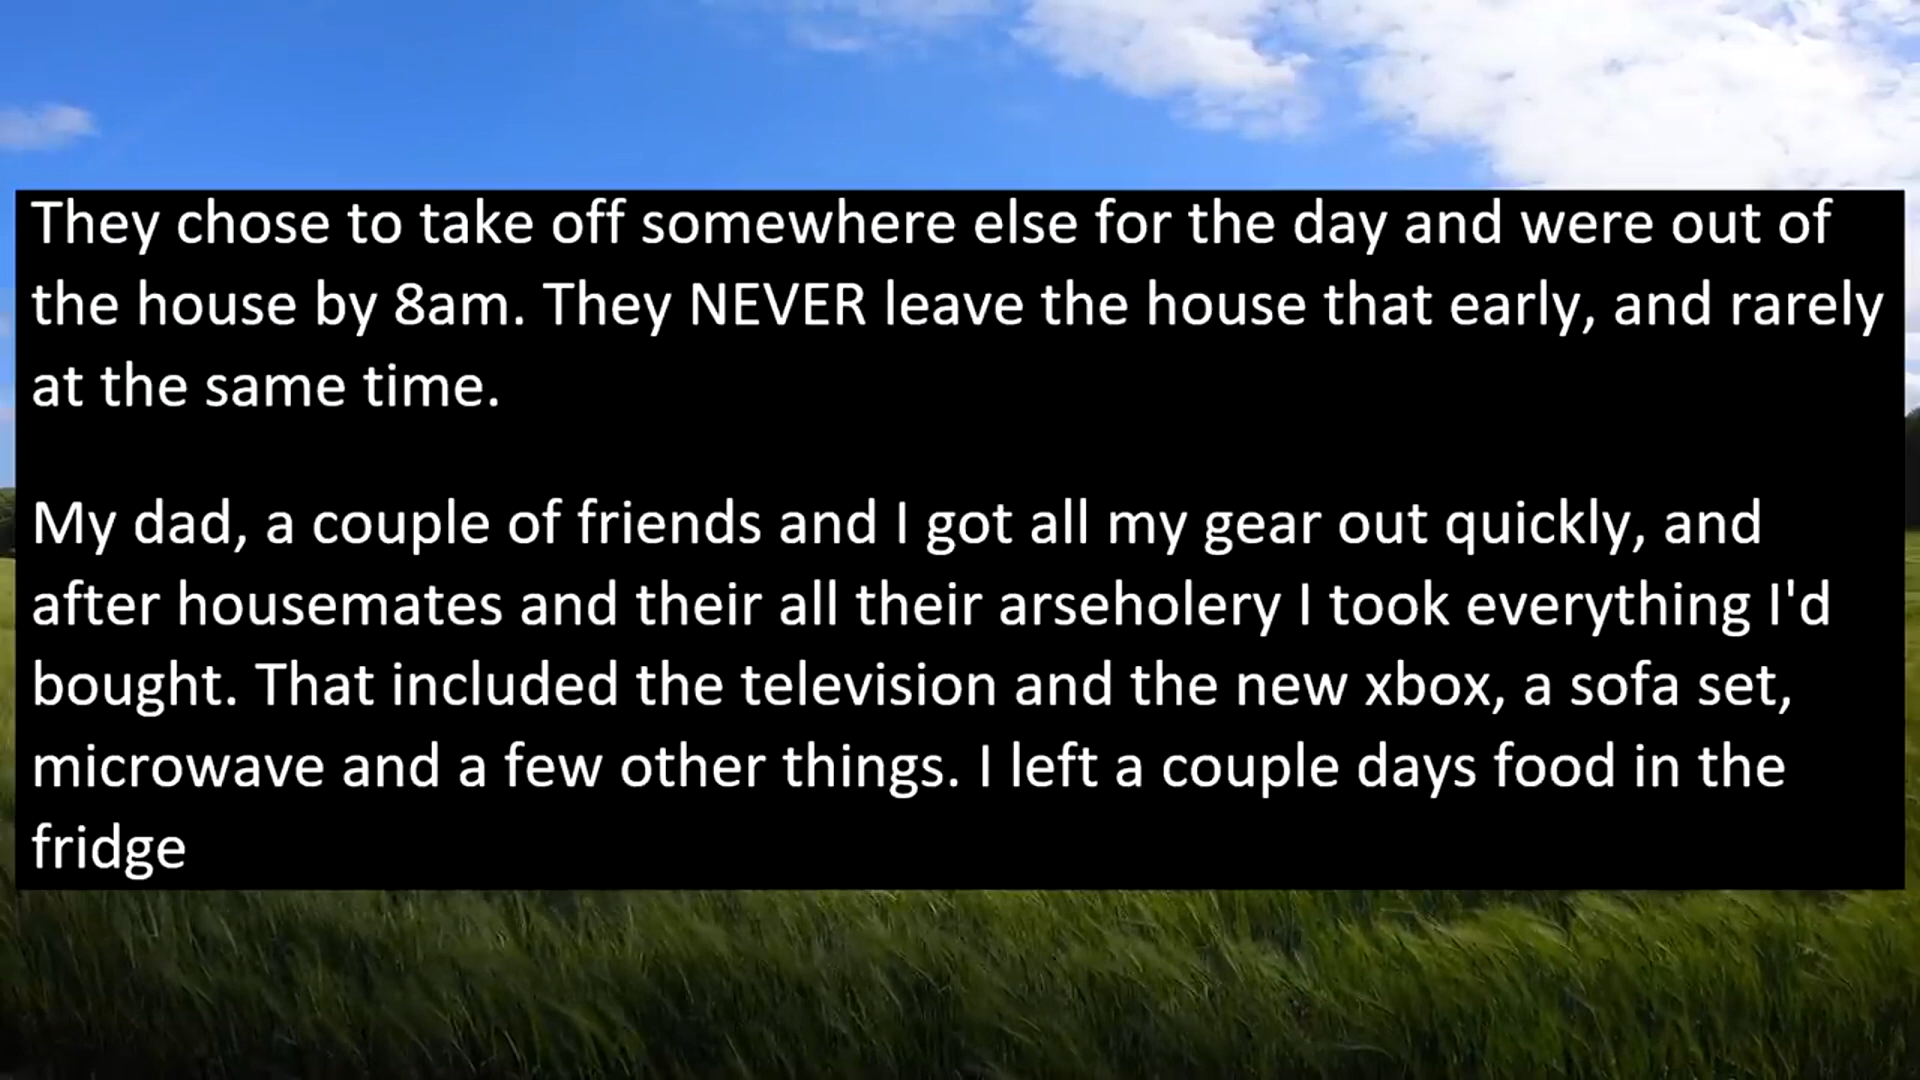 They chose to take off somewhere else for the day and were out of
the house by 8am. They NEVER leave the house that early, and rarely
at the same time.
My dad, a couple of friends and I got all my gear out quickly, and
after housemates and their all their arseholery I took everything I'd
bought. That included the television and the new xbox, a sofa set,
microwave and a few other things. I left a couple days food in the
fridge